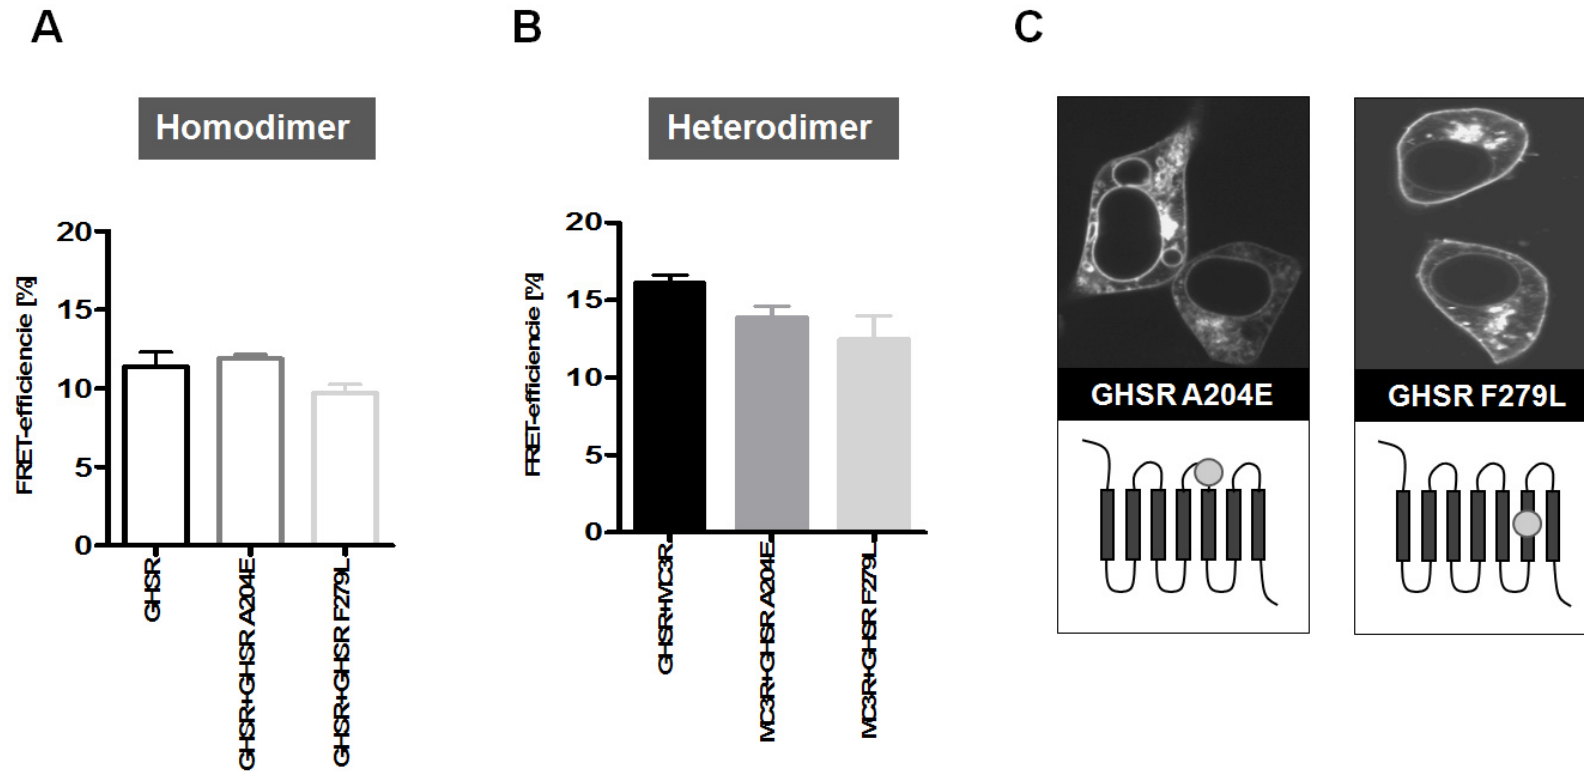 A
B
C
Homodimer
Heterodimer
FRET-efficiencie [%]
20
15
10
5
0
GHSR
GHSR+GHSR A204E
GHSR+GHSR F279L
FRET-efficiencie [%]
20
15
10
5
0
GHSR+MC3R
MC3R+GHSR A204E
MC3R+GHSR F279L
GHSR A204E
GHSR F279L